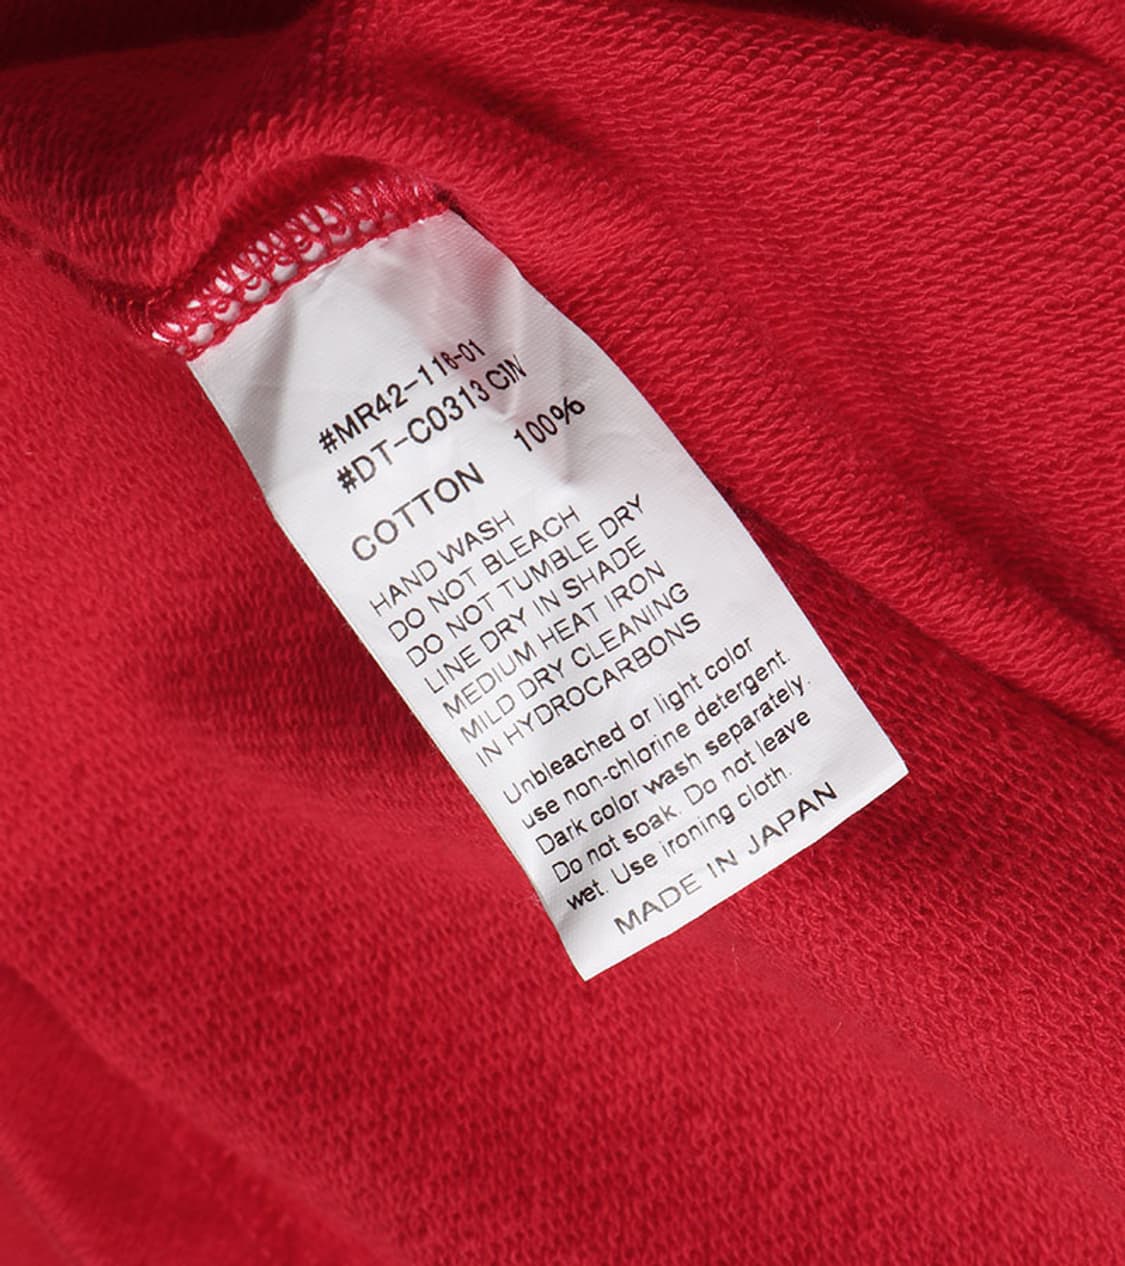 #MR42-116-01
#DT-C0313 CIN
COTTON 100%
HAND WASH
DO NOT BLEACH
DO NOT TUMBLE DRY
LINE DRY IN SHADE
MEDIUM HEAT IRON
MILD DRY CLEANING
IN HYDROCARBONS
Unbleached or light color
use non-chlorine detergent.
Dark color wash separately.
Do not soak. Do not leave
wet. Use ironing cloth.
MADE IN JAPAN